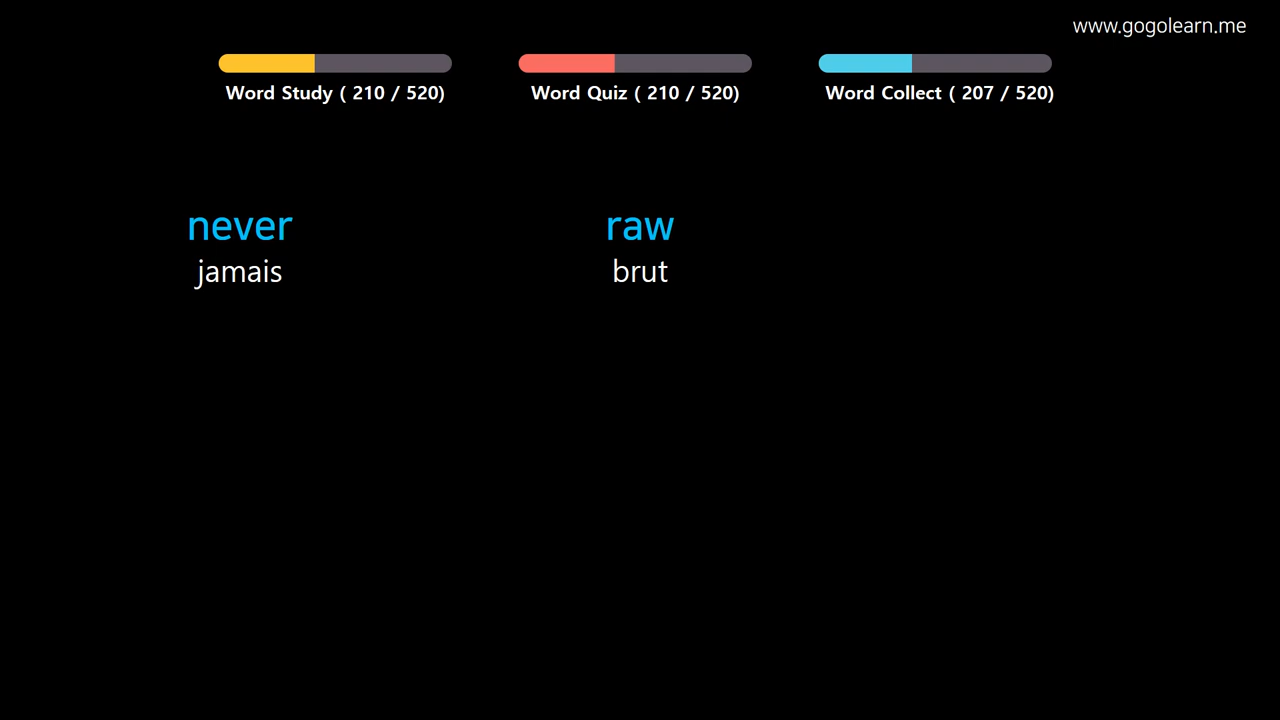 www.gogolearn.me
Word Study ( 210 / 520)
Word Quiz ( 210 / 520)
Word Collect ( 207 / 520)
never
jamais
raw
brut